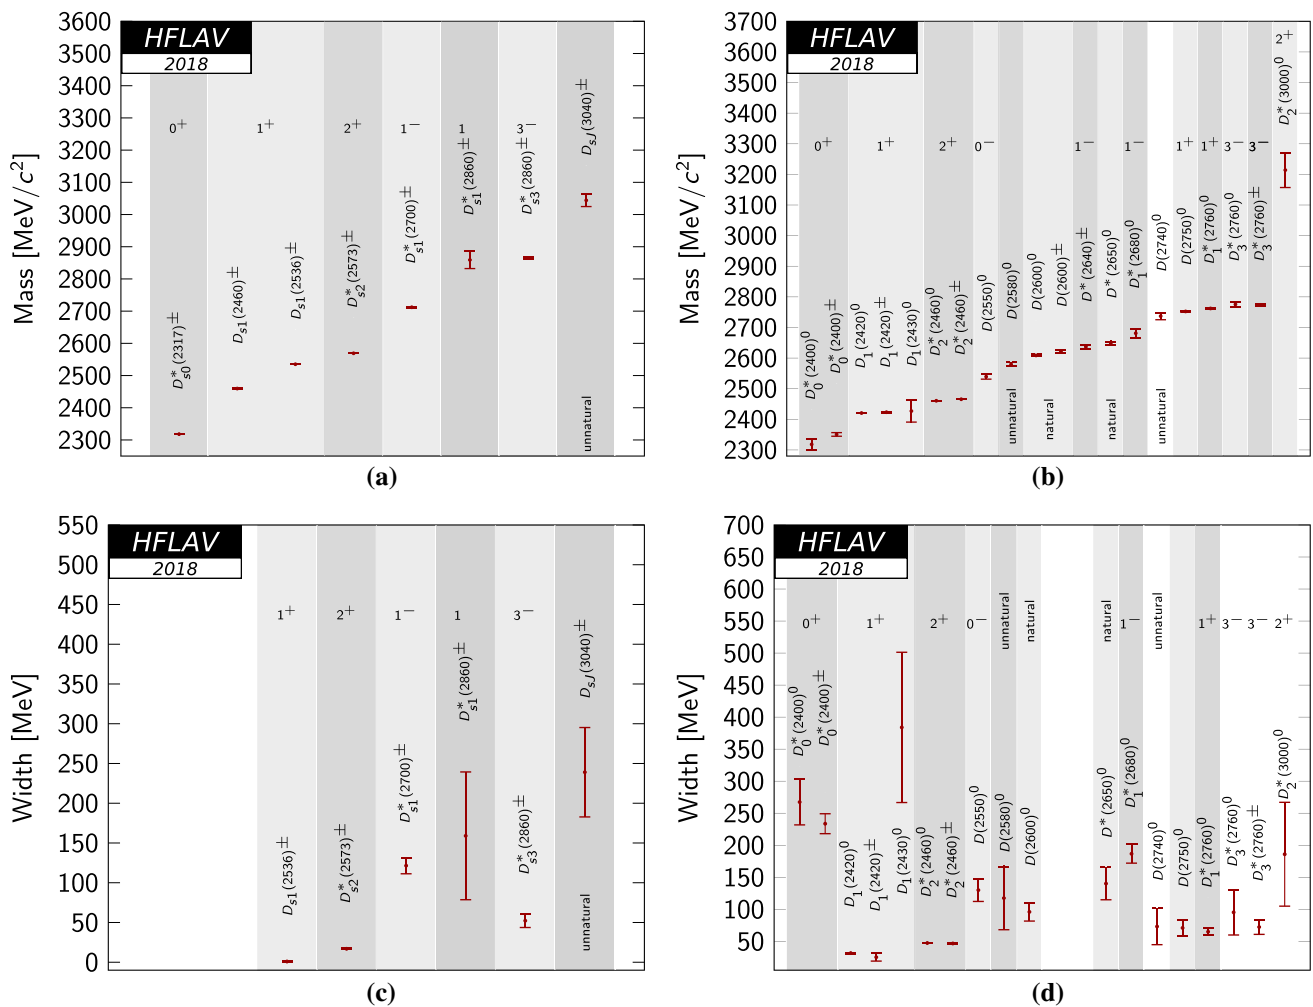 HFLAV
2018
Mass [MeV/c²]
3600
3500
3400
3300
3200
3100
3000
2900
2800
2700
2600
2500
2400
2300
0⁺
1⁺
2⁺
1⁻
1
3⁻
D*s0(2317)±
Ds1(2460)±
Ds1(2536)±
D*s2(2573)±
D*s1(2700)±
D*s1(2860)±
D*s3(2860)±
DsJ(3040)±
unnatural
(a)
HFLAV
2018
Mass [MeV/c²]
3700
3600
3500
3400
3300
3200
3100
3000
2900
2800
2700
2600
2500
2400
2300
0⁺
1⁺
2⁺
0⁻
1⁻
1⁻
1⁺
1⁺
3⁻
3⁻
2⁺
D*0(2400)⁰
D*0(2400)±
D1(2420)⁰
D1(2420)±
D1(2430)⁰
D*2(2460)⁰
D*2(2460)±
D(2550)⁰
D(2580)⁰
D(2600)⁰
D(2600)±
D*(2640)±
D*(2650)⁰
D*1(2680)⁰
D(2740)⁰
D(2750)⁰
D*1(2760)⁰
D*3(2760)⁰
D*3(2760)±
D*2(3000)⁰
unnatural
natural
natural
unnatural
(b)
HFLAV
2018
Width [MeV]
550
500
450
400
350
300
250
200
150
100
50
0
1⁺
2⁺
1⁻
1
3⁻
Ds1(2536)±
D*s2(2573)±
D*s1(2700)±
D*s1(2860)±
D*s3(2860)±
DsJ(3040)±
unnatural
(c)
HFLAV
2018
Width [MeV]
700
650
600
550
500
450
400
350
300
250
200
150
100
50
0⁺
1⁺
2⁺
0⁻
unnatural
natural
natural
1⁻
unnatural
1⁺
3⁻
3⁻
2⁺
D*0(2400)⁰
D*0(2400)±
D1(2420)⁰
D1(2420)±
D1(2430)⁰
D*2(2460)⁰
D*2(2460)±
D(2550)⁰
D(2580)⁰
D(2600)⁰
D*(2650)⁰
D*1(2680)⁰
D(2740)⁰
D(2750)⁰
D*1(2760)⁰
D*3(2760)⁰
D*3(2760)±
D*2(3000)⁰
(d)